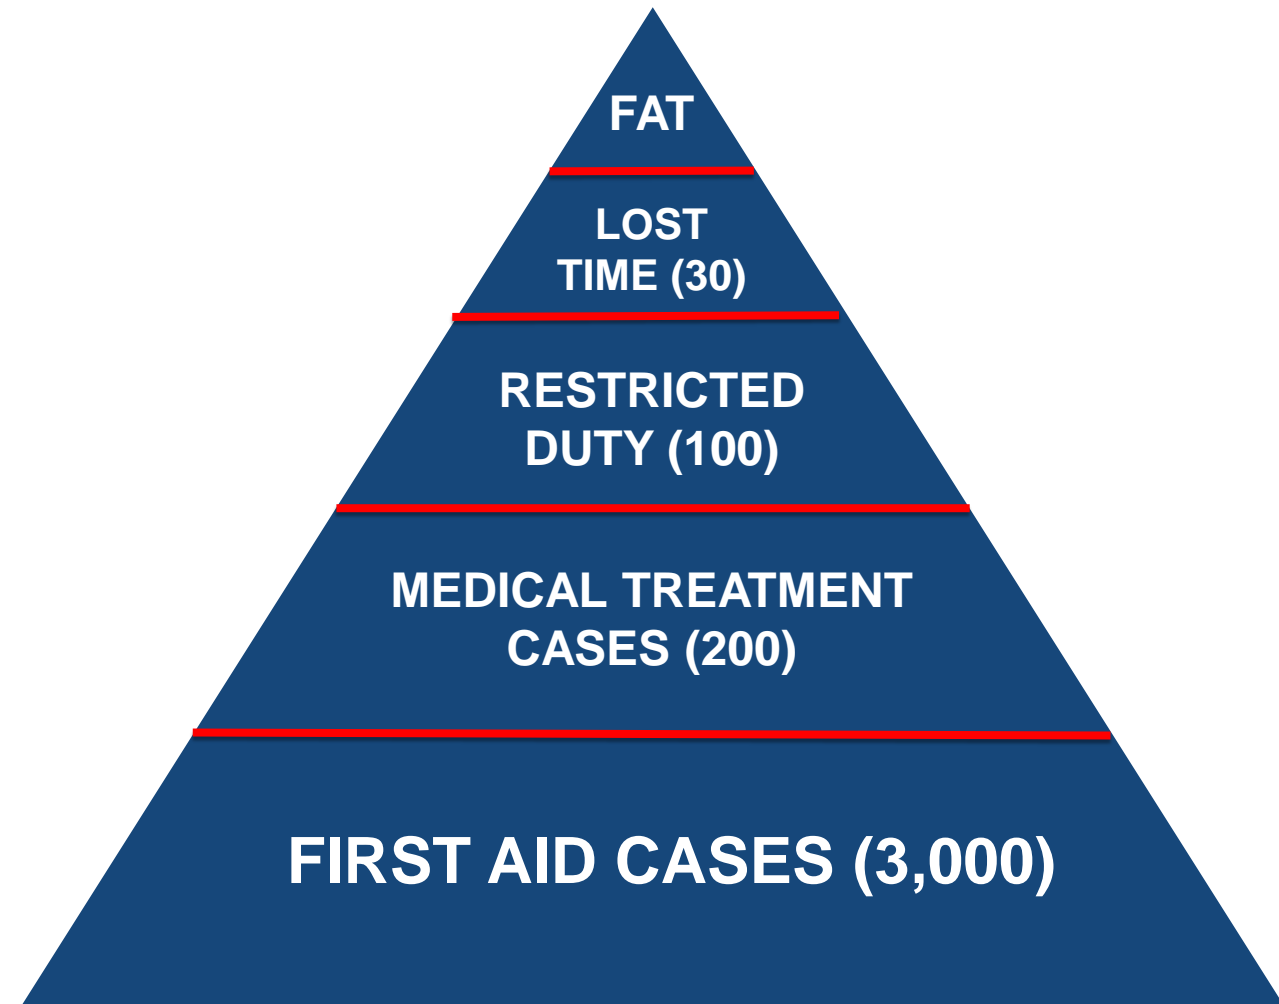 FAT
LOST
TIME (30)
RESTRICTED
DUTY (100)
MEDICAL TREATMENT
CASES (200)
FIRST AID CASES (3,000)